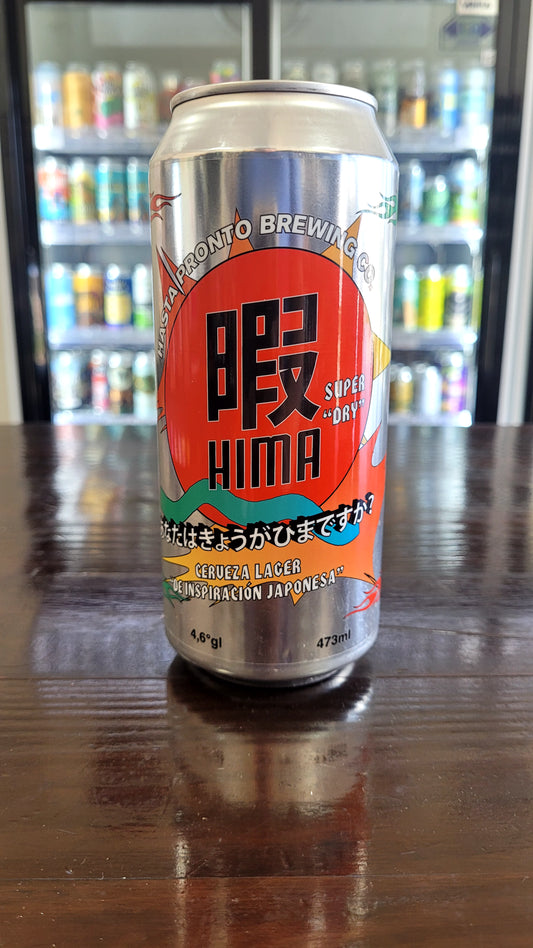 HASTA PRONTO BREWING CO.
暇
SUPER
"DRY"
HIMA
あなたはきょうがひまですか?
CERVEZA LAGER
"DE INSPIRACIÓN JAPONESA"
4,6°gl
473ml